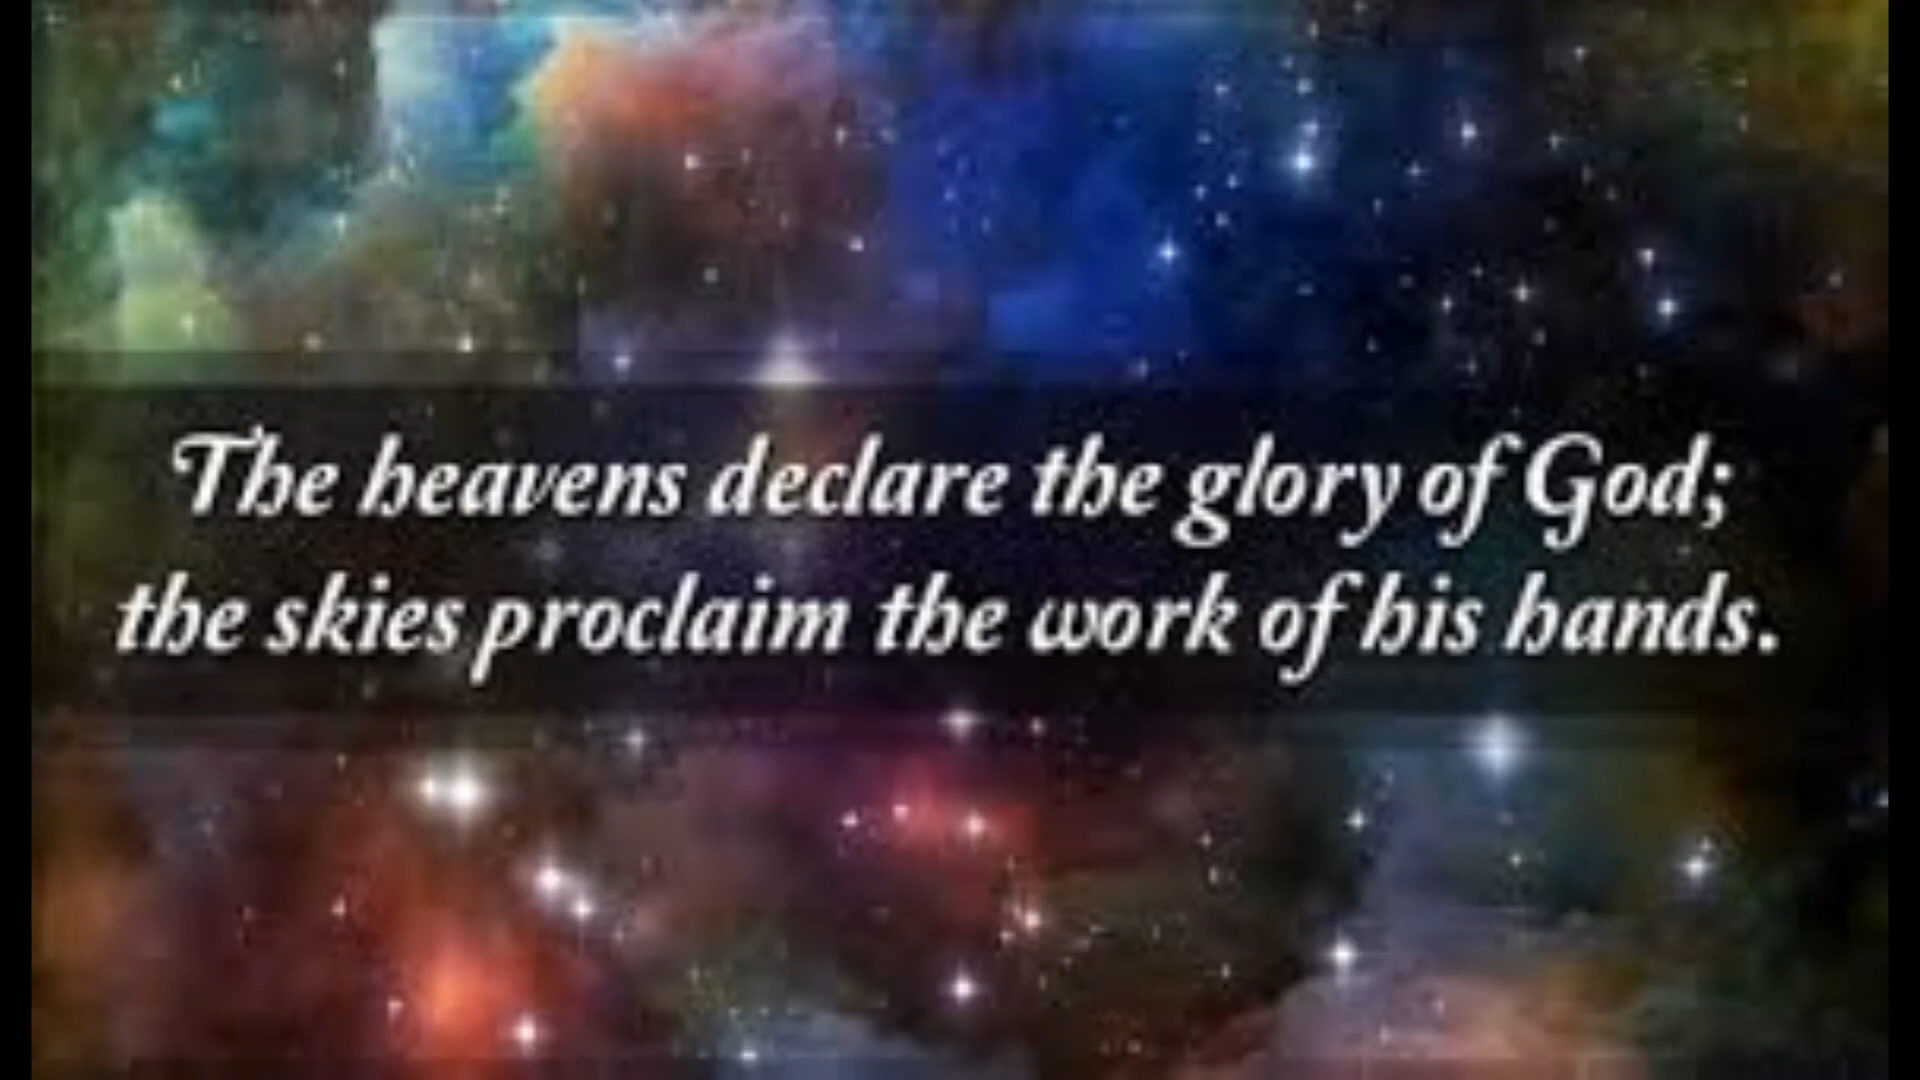 The heavens declare the glory of God;
the skies proclaim the work of his hands.